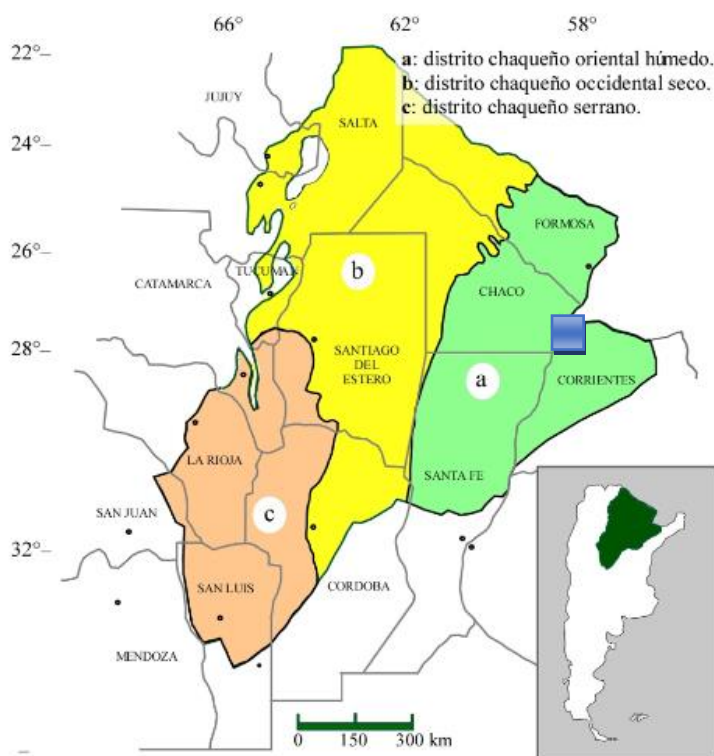 66°
62°
58°
22°
24°
26°
28°
32°
a: distrito chaqueño oriental húmedo.
b: distrito chaqueño occidental seco.
c: distrito chaqueño serrano.
JUJUY
SALTA
FORMOSA
TUCUMAN
b
CATAMARCA
CHACO
SANTIAGO
DEL
ESTERO
a
CORRIENTES
LA RIOJA
SANTA FE
c
SAN JUAN
SAN LUIS
CORDOBA
MENDOZA
0 150 300 km